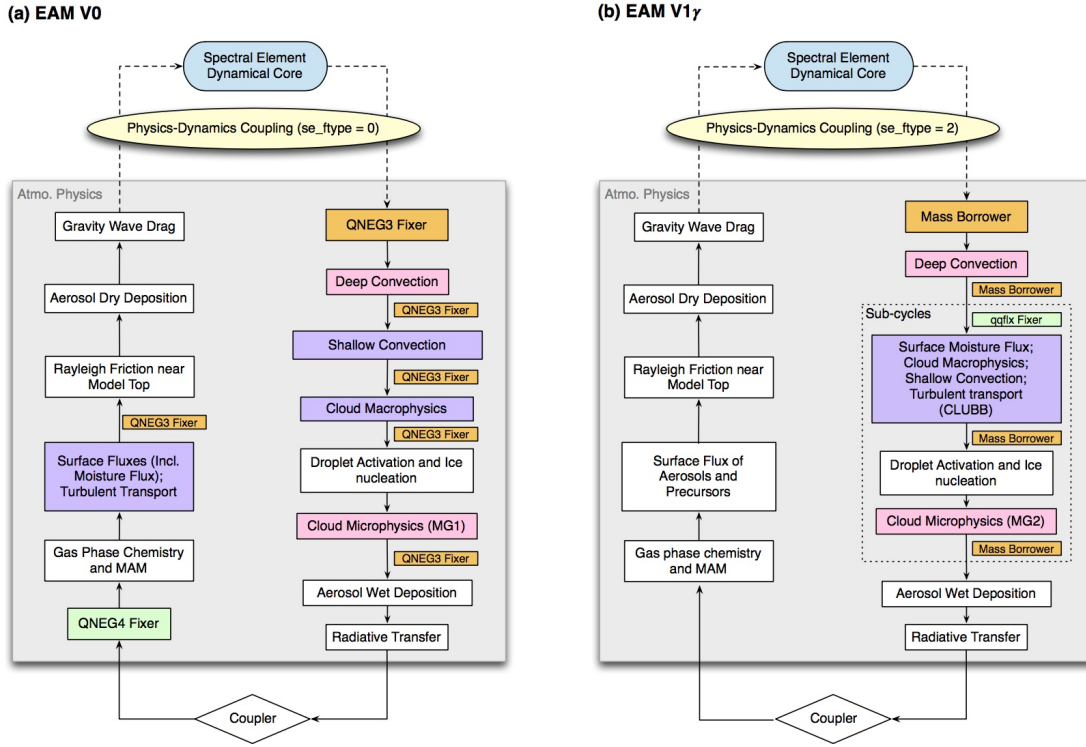 (a) EAM V0
Spectral Element
Dynamical Core
Physics-Dynamics Coupling (se_ftype = 0)
Atmo. Physics
Gravity Wave Drag
Aerosol Dry Deposition
Rayleigh Friction near
Model Top
QNEG3 Fixer
Surface Fluxes (Incl.
Moisture Flux);
Turbulent Transport
Gas Phase Chemistry
and MAM
QNEG4 Fixer
QNEG3 Fixer
Deep Convection
QNEG3 Fixer
Shallow Convection
QNEG3 Fixer
Cloud Macrophysics
QNEG3 Fixer
Droplet Activation and Ice
nucleation
Cloud Microphysics (MG1)
QNEG3 Fixer
Aerosol Wet Deposition
Radiative Transfer
Coupler
(b) EAM V1γ
Spectral Element
Dynamical Core
Physics-Dynamics Coupling (se_ftype = 2)
Atmo. Physics
Gravity Wave Drag
Aerosol Dry Deposition
Rayleigh Friction near
Model Top
Surface Flux of
Aerosols and
Precursors
Gas phase chemistry
and MAM
Mass Borrower
Deep Convection
Mass Borrower
Sub-cycles
qqflx Fixer
Surface Moisture Flux;
Cloud Macrophysics;
Shallow Convection;
Turbulent transport
(CLUBB)
Mass Borrower
Droplet Activation and Ice
nucleation
Cloud Microphysics (MG2)
Mass Borrower
Aerosol Wet Deposition
Radiative Transfer
Coupler